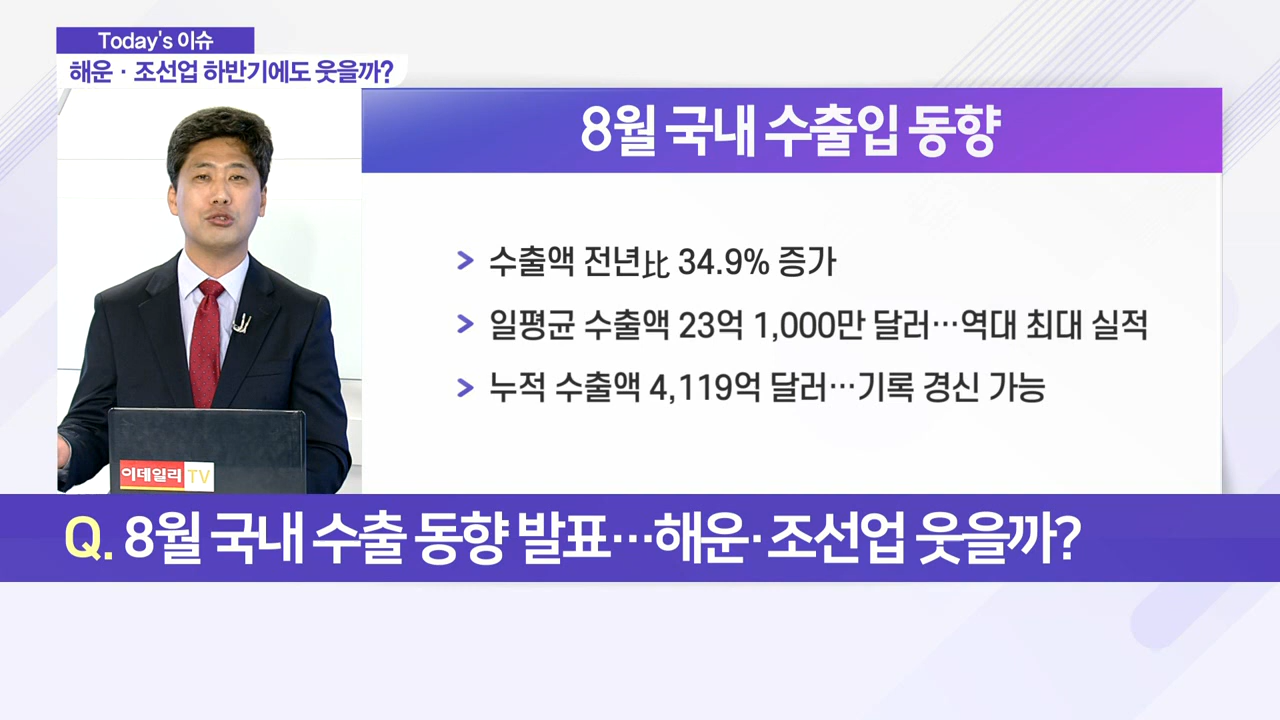 Today's 이슈
해운 · 조선업 하반기에도 웃을까?
8월 국내 수출입 동향
> 수출액 전년比 34.9% 증가
> 일평균 수출액 23억 1,000만 달러…역대 최대 실적
> 누적 수출액 4,119억 달러…기록 경신 가능
이데일리 TV
Q. 8월 국내 수출 동향 발표…해운·조선업 웃을까?